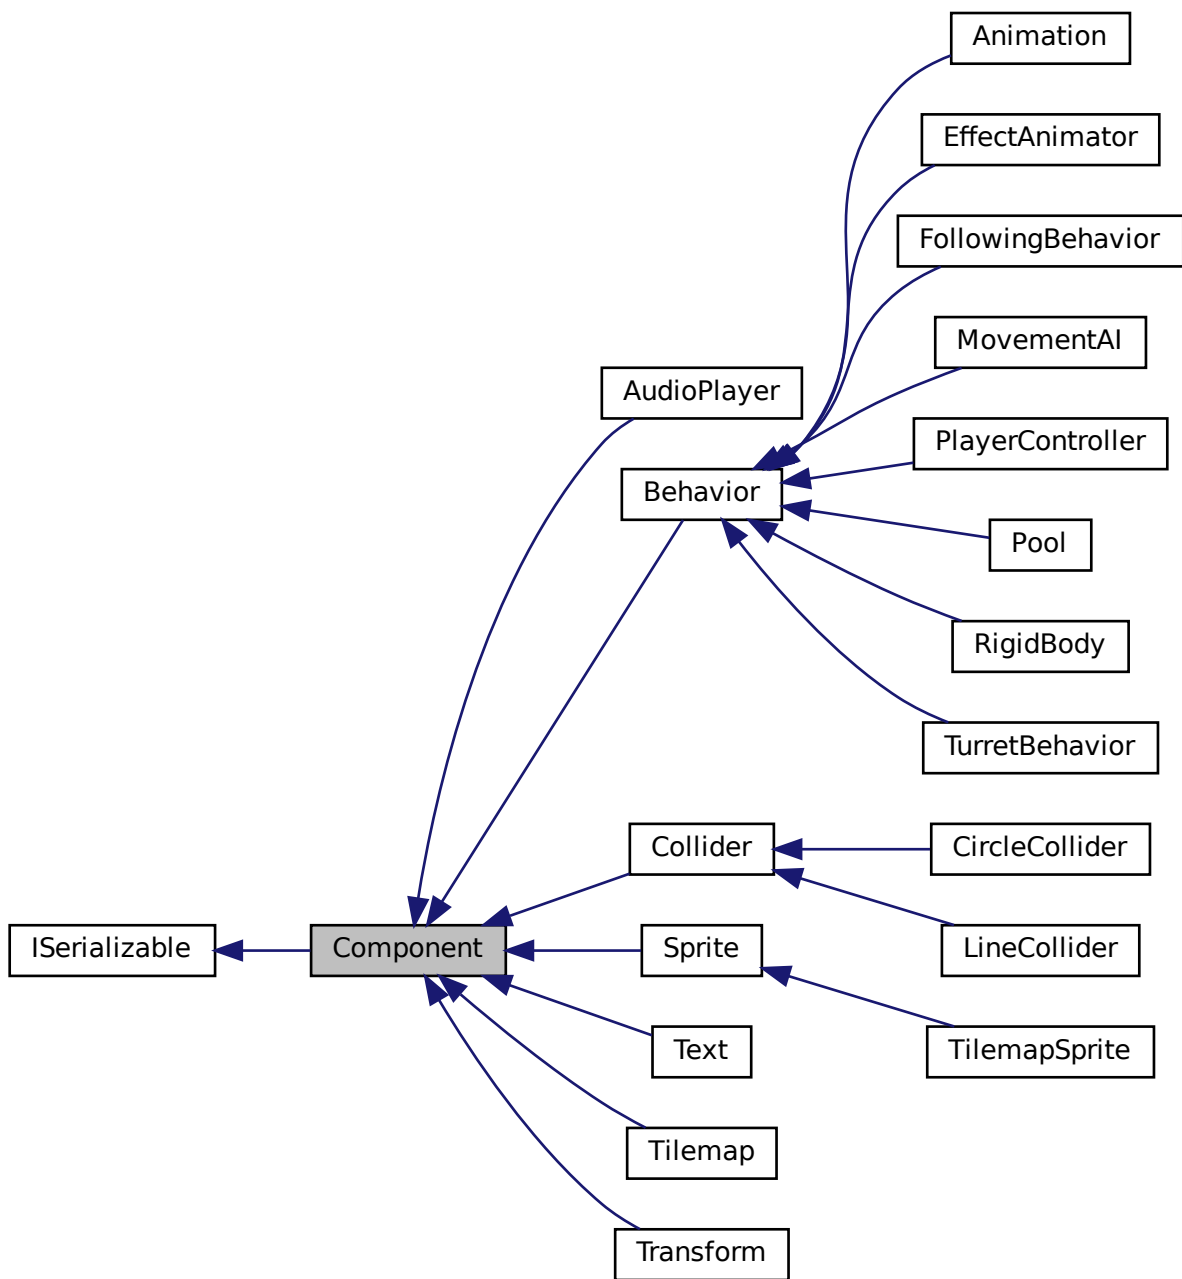 Animation
EffectAnimator
FollowingBehavior
MovementAI
AudioPlayer
PlayerController
Behavior
Pool
RigidBody
TurretBehavior
Collider
CircleCollider
ISerializable
Component
Sprite
LineCollider
Text
TilemapSprite
Tilemap
Transform